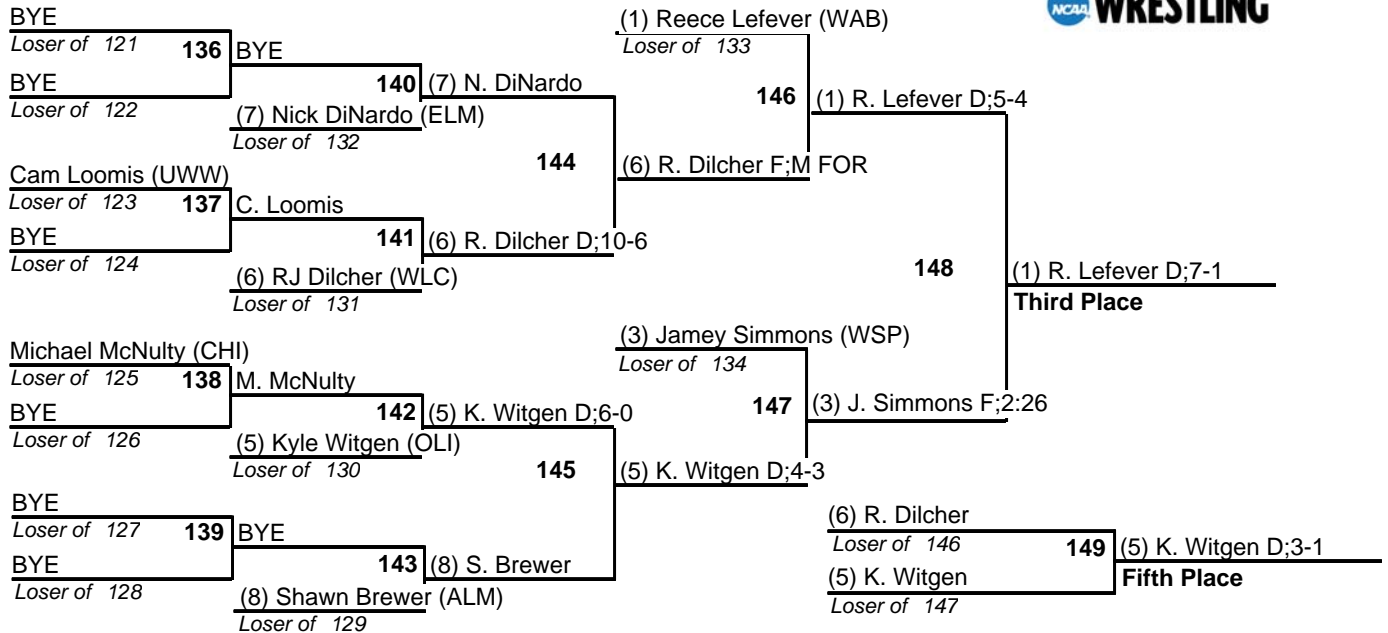 NCAA WRESTLING
BYE
Loser of 121
136
BYE
BYE
Loser of 122
140
(7) N. DiNardo
(7) Nick DiNardo (ELM)
Loser of 132
144
Cam Loomis (UWW)
Loser of 123
137
C. Loomis
BYE
Loser of 124
141
(6) R. Dilcher D;10-6
(6) RJ Dilcher (WLC)
Loser of 131
(1) Reece Lefever (WAB)
Loser of 133
146
(1) R. Lefever D;5-4
(6) R. Dilcher F;M FOR
148
(1) R. Lefever D;7-1
Third Place
Michael McNulty (CHI)
Loser of 125
138
M. McNulty
BYE
Loser of 126
142
(5) K. Witgen D;6-0
(5) Kyle Witgen (OLI)
Loser of 130
145
BYE
Loser of 127
139
BYE
BYE
Loser of 128
143
(8) S. Brewer
(8) Shawn Brewer (ALM)
Loser of 129
(3) Jamey Simmons (WSP)
Loser of 134
147
(3) J. Simmons F;2:26
(5) K. Witgen D;4-3
(6) R. Dilcher
Loser of 146
149
(5) K. Witgen D;3-1
(5) K. Witgen
Fifth Place
Loser of 147